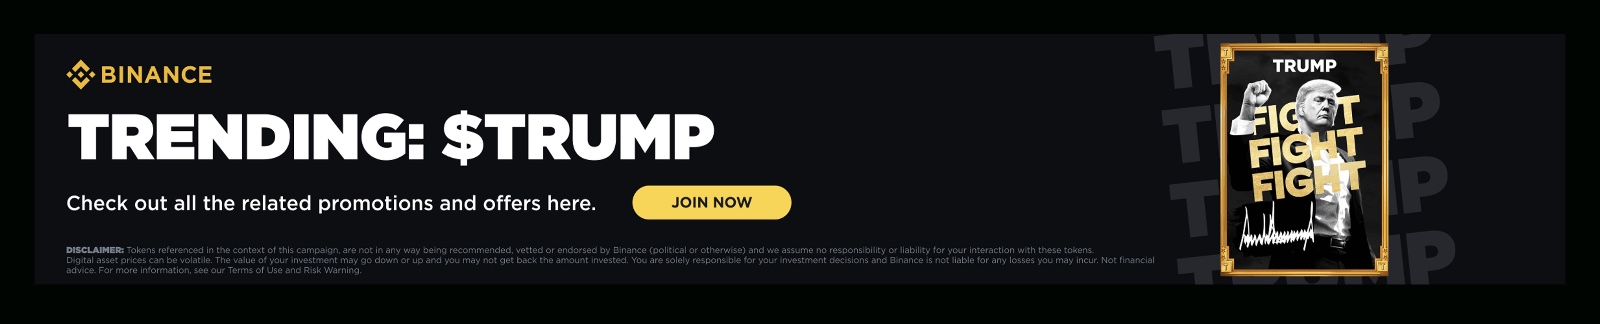 BINANCE
TRENDING: $TRUMP
Check out all the related promotions and offers here.
JOIN NOW
DISCLAIMER: Tokens referenced in the context of this campaign, are not in any way being recommended, vetted or endorsed by Binance (political or otherwise) and we assume no responsibility or liability for your interaction with these tokens.
Digital asset prices can be volatile. The value of your investment may go down or up and you may not get back the amount invested. You are solely responsible for your investment decisions and Binance is not liable for any losses you may incur. Not financial
advice. For more information, see our Terms of Use and Risk Warning.
TRUMP
FIGHT
FIGHT
FIGHT
TRUMP
TRUMP
TRUMP
TRUMP